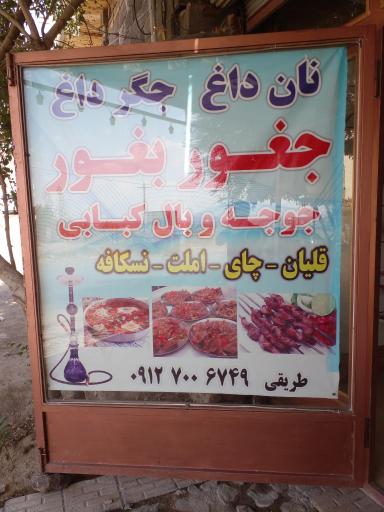 نان داغ جگر داغ
جغور بغور
جوجه و بال کبابی
قلیان - چای - املت - نسکافه
طریقی ۰۹۱۲ ۷۰۰ ۶۷۴۹